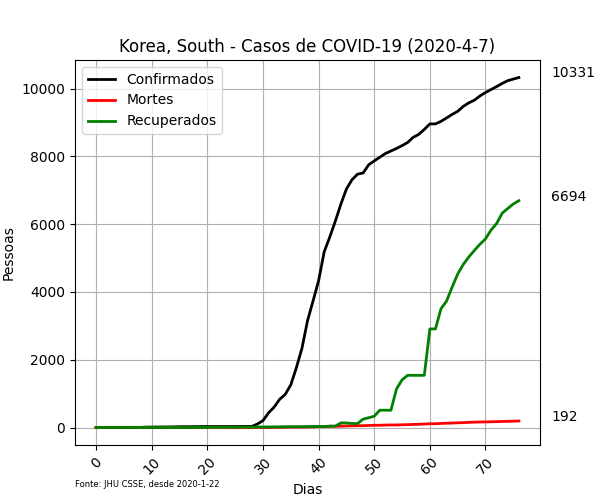 Korea, South - Casos de COVID-19 (2020-4-7)
Confirmados
Mortes
Recuperados
10331
6694
192
10000
8000
6000
4000
2000
0
Pessoas
0 10 20 30 40 50 60 70
Fonte: JHU CSSE, desde 2020-1-22
Dias